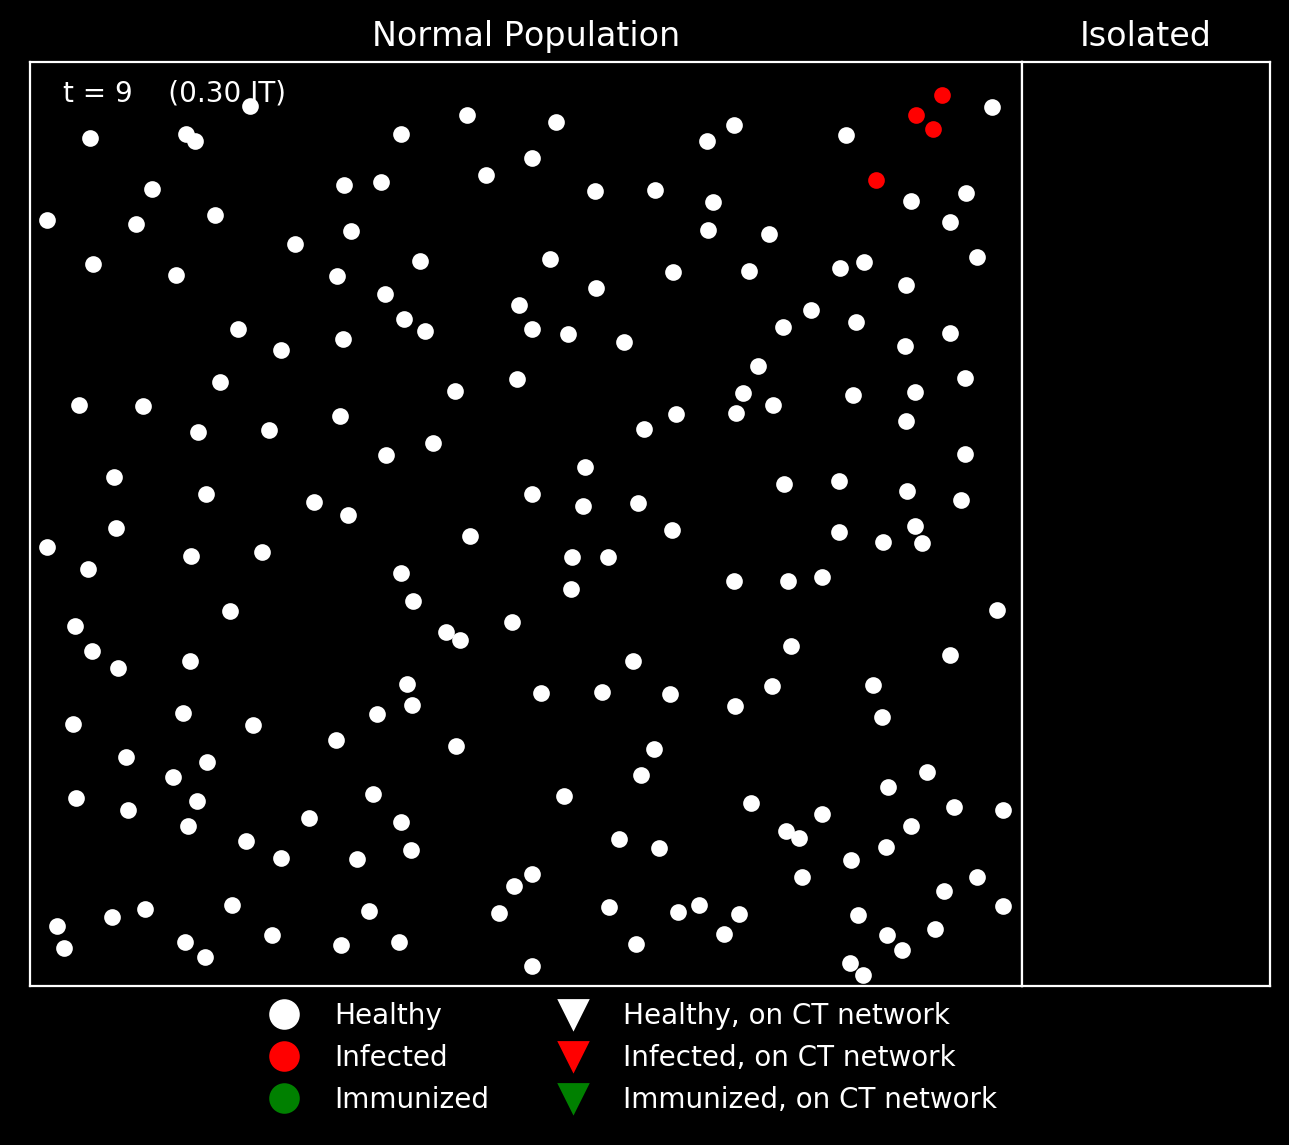 Normal Population
Isolated
t = 9 (0.30 IT)
Healthy
Infected
Immunized
Healthy, on CT network
Infected, on CT network
Immunized, on CT network